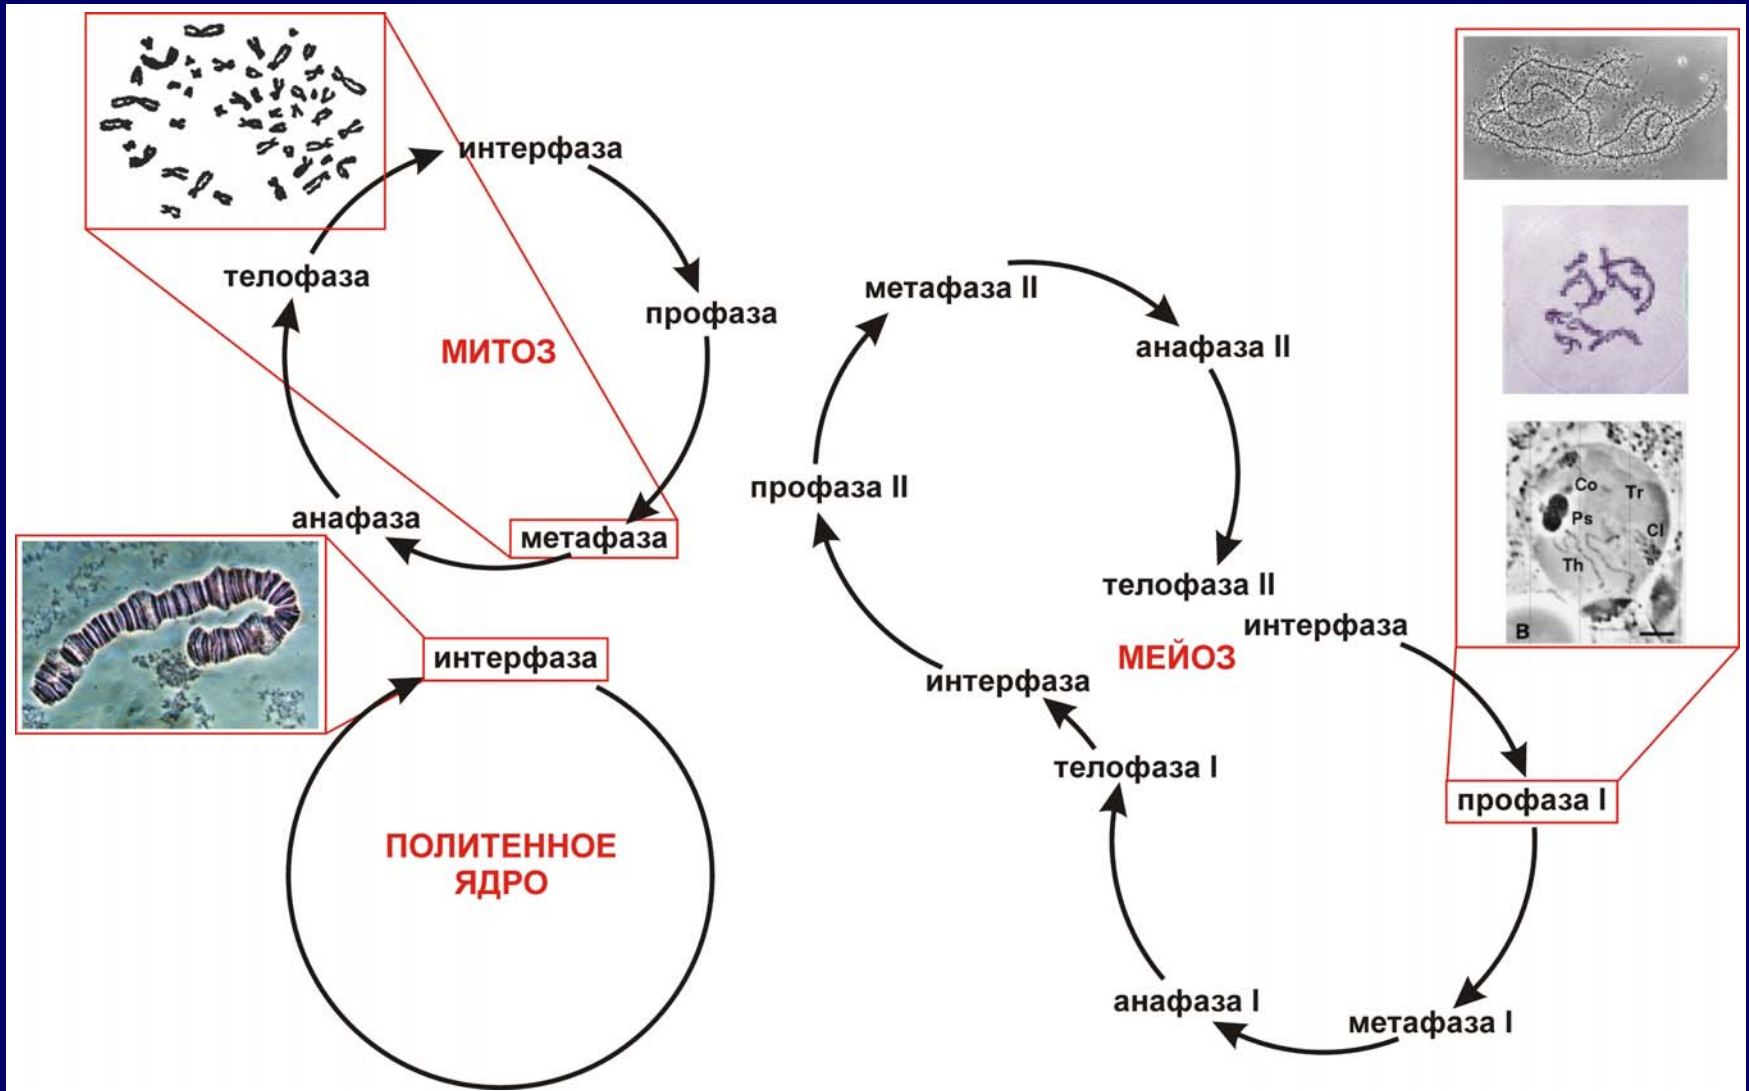 интерфаза
телофаза
профаза
МИТОЗ
анафаза
метафаза
интерфаза
ПОЛИТЕННОЕ
ЯДРО
метафаза II
анафаза II
профаза II
телофаза II
интерфаза
МЕЙОЗ
интерфаза
телофаза I
профаза I
анафаза I
метафаза I
Co
Tr
Ps
Cl
Th
B